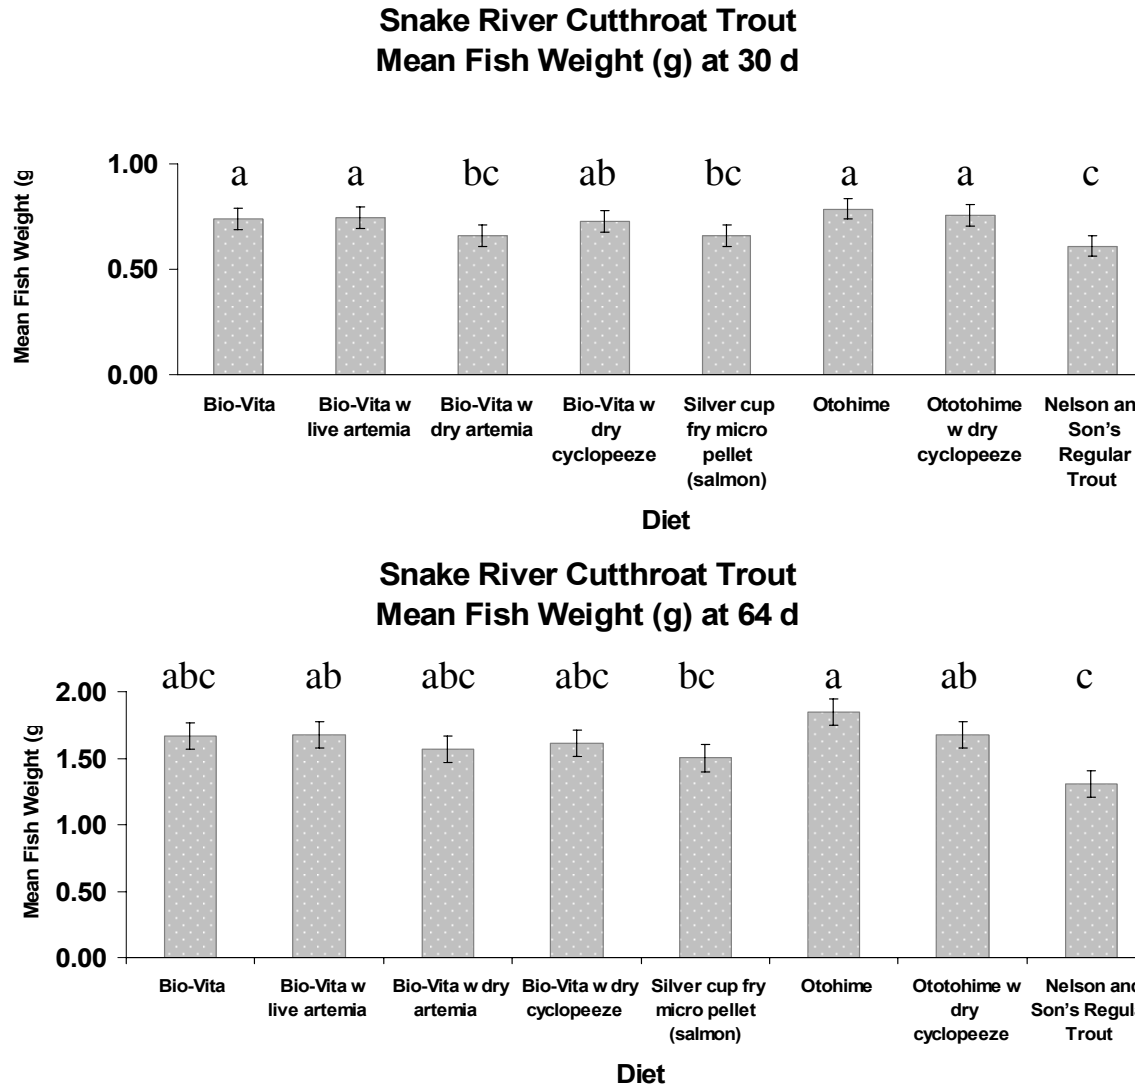 Snake River Cutthroat Trout
Mean Fish Weight (g) at 30 d
Mean Fish Weight (g
1.00
0.50
0.00
a a bc ab bc a a c
Bio-Vita
Bio-Vita w
live artemia
Bio-Vita w
dry artemia
Bio-Vita w
dry
cyclopeeze
Silver cup
fry micro
pellet
(salmon)
Otohime
Ototohime
w dry
cyclopeeze
Nelson an
Son's
Regular
Trout
Diet
Snake River Cutthroat Trout
Mean Fish Weight (g) at 64 d
Mean Fish Weight (g
2.00
1.50
1.00
0.50
0.00
abc ab abc abc bc a ab c
Bio-Vita
Bio-Vita w
live artemia
Bio-Vita w dry
artemia
Bio-Vita w dry
cyclopeeze
Silver cup fry
micro pellet
(salmon)
Otohime
Ototohime w
dry
cyclopeeze
Nelson an
Son's Regula
Trout
Diet